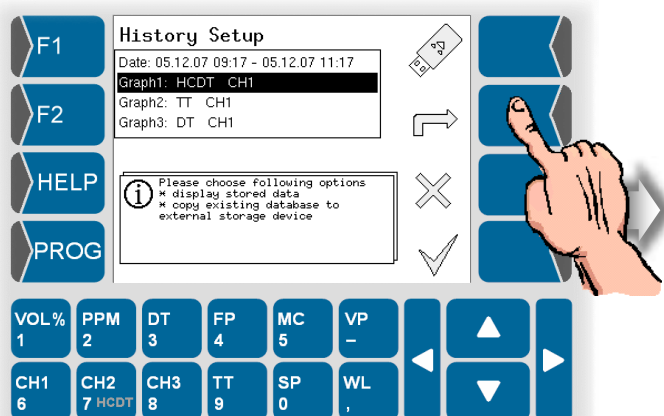 F1
F2
HELP
PROG
History Setup
Date: 05.12.07 09:17 - 05.12.07 11:17
Graph1: HCDT CH1
Graph2: TT CH1
Graph3: DT CH1
i
Please choose following options
* display stored data
* copy existing database to
external storage device
VOL% PPM DT FP MC VP
1 2 3 4 5 –
CH1 CH2 CH3 TT SP WL
6 7 HCDT 8 9 0 ,